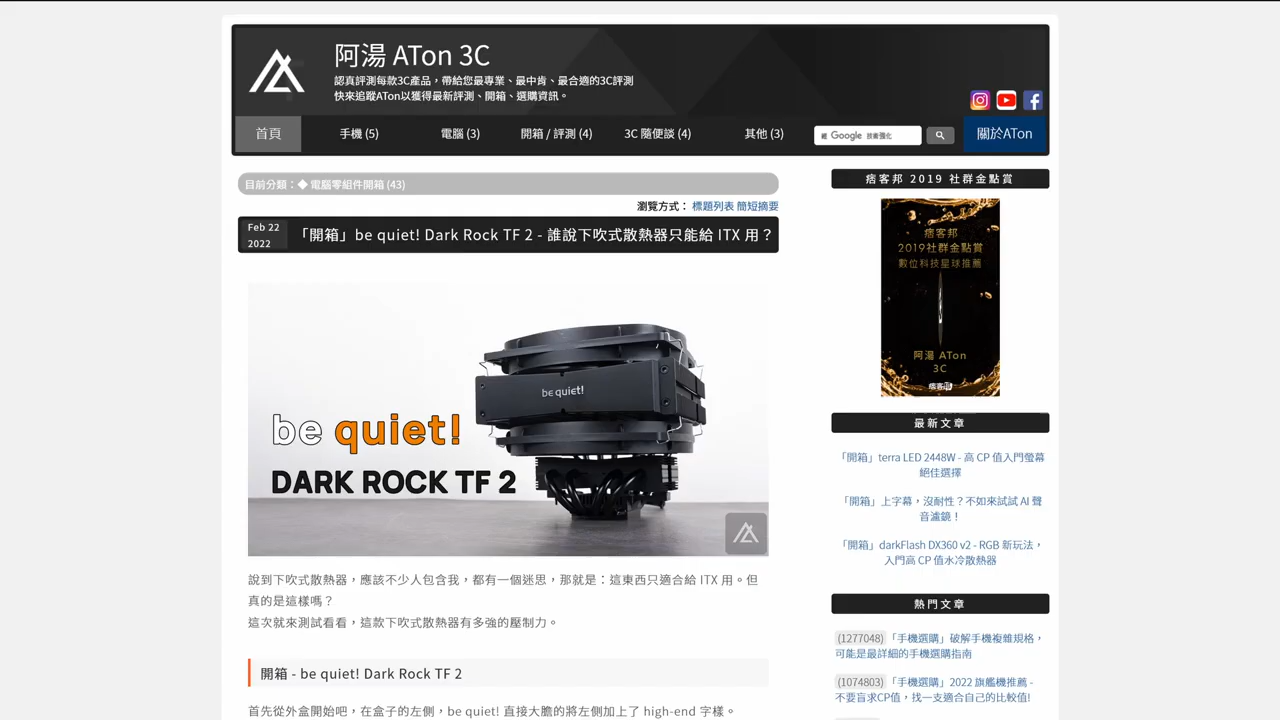 阿湯 ATon 3C
認真評測每款3C產品，帶給您最專業、最中肯、最合適的3C評測
快來追蹤ATon以獲得最新評測、開箱、選購資訊。
首頁
手機 (5)
電腦 (3)
開箱 / 評測 (4)
3C 隨便談 (4)
其他 (3)
Google 技術強化
關於ATon
目前分類：◆ 電腦零組件開箱 (43)
瀏覽方式： 標題列表 簡短摘要
Feb 22
2022
「開箱」be quiet! Dark Rock TF 2 - 誰說下吹式散熱器只能給 ITX 用？
be quiet!
be quiet!
DARK ROCK TF 2
說到下吹式散熱器，應該不少人包含我，都有一個迷思，那就是：這東西只適合給 ITX 用。但
真的是這樣嗎？
這次就來測試看看，這款下吹式散熱器有多強的壓制力。
開箱 - be quiet! Dark Rock TF 2
首先從外盒開始吧，在盒子的左側，be quiet! 直接大膽的將左側加上了 high-end 字樣。
痞客邦 2019 社群金點賞
痞客邦
2019社群金點賞
數位科技星球推薦
阿湯 ATon
3C
痞客邦
最新文章
「開箱」terra LED 2448W - 高 CP 值入門螢幕
絕佳選擇
「開箱」上字幕，沒耐性？不如來試試 AI 聲
音濾鏡！
「開箱」darkFlash DX360 v2 - RGB 新玩法，
入門高 CP 值水冷散熱器
熱門文章
(1277048) 「手機選購」破解手機複雜規格，
可能是最詳細的手機選購指南
(1074803) 「手機選購」2022 旗艦機推薦 -
不要盲求CP值，找一支適合自己的比較值!